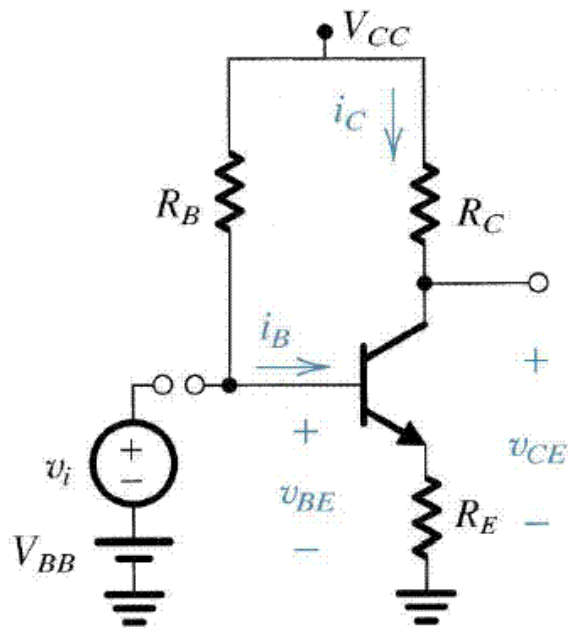 V_CC
i_C
R_B
R_C
i_B
+
+
+
−
v_i
v_BE
v_CE
R_E
−
V_BB
−